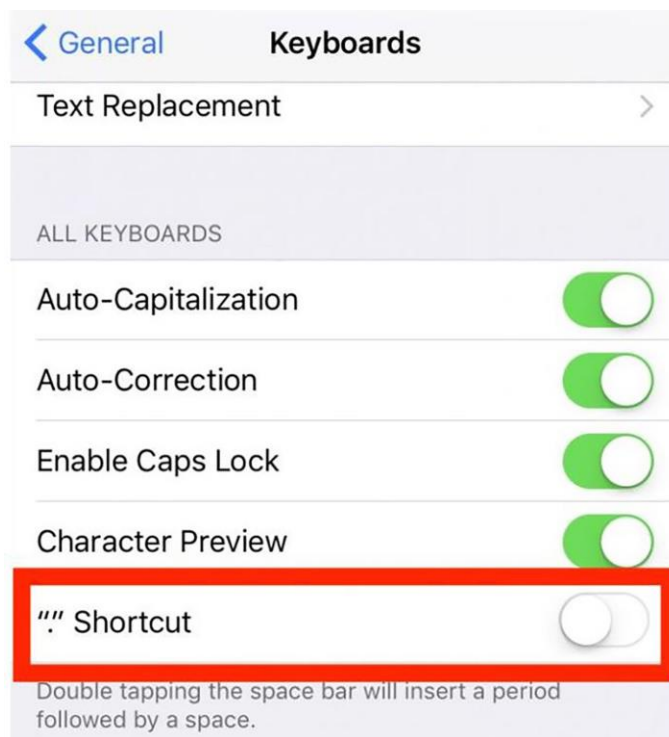 General
Keyboards
Text Replacement
ALL KEYBOARDS
Auto-Capitalization
Auto-Correction
Enable Caps Lock
Character Preview
“.” Shortcut
Double tapping the space bar will insert a period
followed by a space.